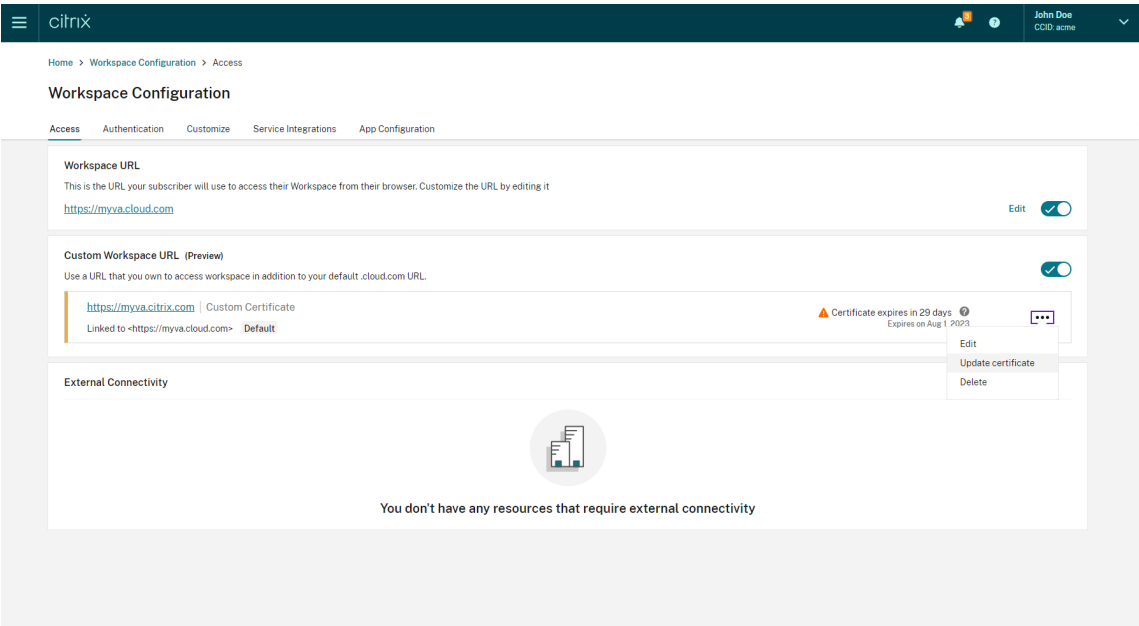 citrix
3
?
John Doe
CCID: acme
Home > Workspace Configuration > Access
Workspace Configuration
Access Authentication Customize Service Integrations App Configuration
Workspace URL
This is the URL your subscriber will use to access their Workspace from their browser. Customize the URL by editing it
https://myva.cloud.com
Edit
Custom Workspace URL (Preview)
Use a URL that you own to access workspace in addition to your default .cloud.com URL.
https://myva.citrix.com | Custom Certificate
Linked to <https://myva.cloud.com> Default
Certificate expires in 29 days ?
Expires on Aug 1, 2023
Edit
Update certificate
Delete
External Connectivity
You don't have any resources that require external connectivity